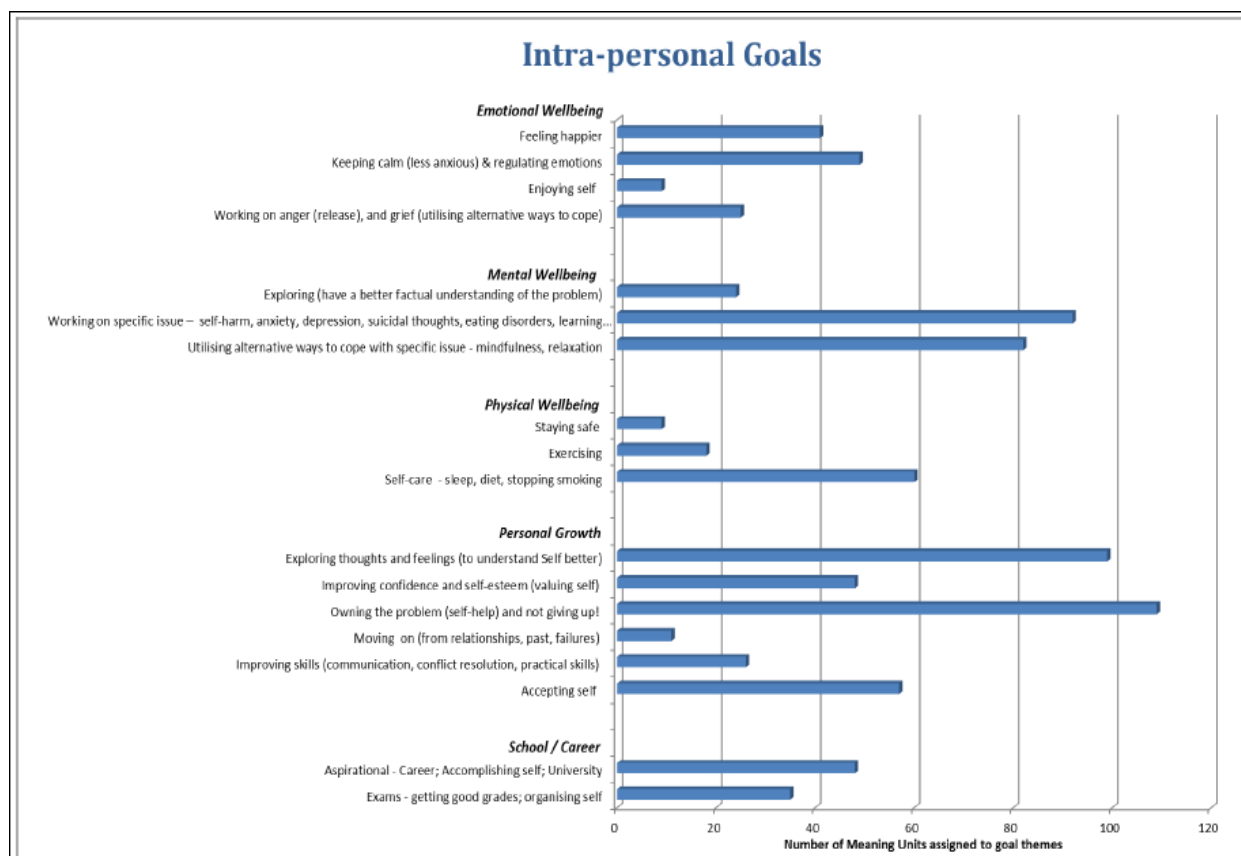 Intra-personal Goals
Emotional Wellbeing
Feeling happier
Keeping calm (less anxious) & regulating emotions
Enjoying self
Working on anger (release), and grief (utilising alternative ways to cope)
Mental Wellbeing
Exploring (have a better factual understanding of the problem)
Working on specific issue – self-harm, anxiety, depression, suicidal thoughts, eating disorders, learning...
Utilising alternative ways to cope with specific issue - mindfulness, relaxation
Physical Wellbeing
Staying safe
Exercising
Self-care - sleep, diet, stopping smoking
Personal Growth
Exploring thoughts and feelings (to understand Self better)
Improving confidence and self-esteem (valuing self)
Owning the problem (self-help) and not giving up!
Moving on (from relationships, past, failures)
Improving skills (communication, conflict resolution, practical skills)
Accepting self
School / Career
Aspirational - Career; Accomplishing self; University
Exams - getting good grades; organising self
0 20 40 60 80 100 120
Number of Meaning Units assigned to goal themes